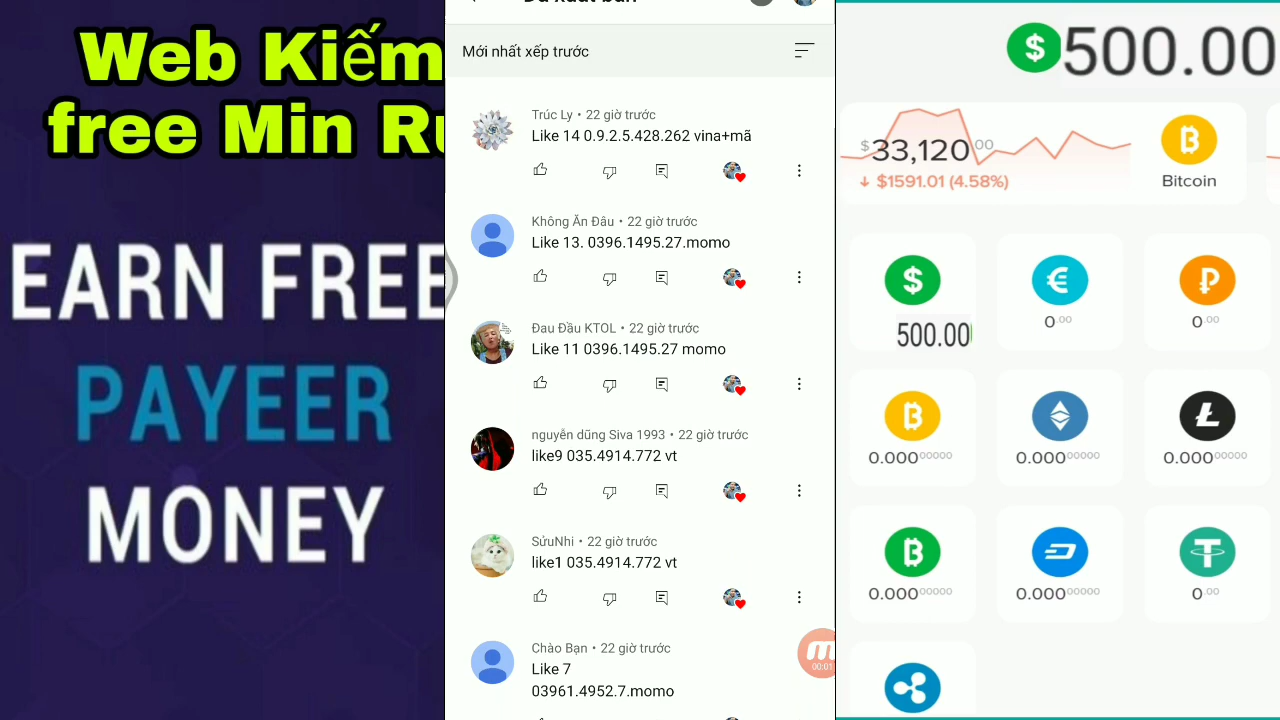 Web Kiếm
free Min
EARN FREE
PAYEER
MONEY
Mới nhất xếp trước
Trúc Ly • 22 giờ trước
Like 14 0.9.2.5.428.262 vina+mã
Không Ăn Đâu • 22 giờ trước
Like 13. 0396.1495.27.momo
Đau Đầu KTOL • 22 giờ trước
Like 11 0396.1495.27 momo
nguyễn dũng Siva 1993 • 22 giờ trước
like9 035.4914.772 vt
SứuNhi • 22 giờ trước
like1 035.4914.772 vt
Chào Bạn • 22 giờ trước
Like 7
03961.4952.7.momo
00:01
$ 500.00
$33,120.00
↓ $1591.01 (4.58%)
Bitcoin
500.00
0.00
0.00
0.00000000
0.00000000
0.00000000
0.00000000
0.00000000
0.00